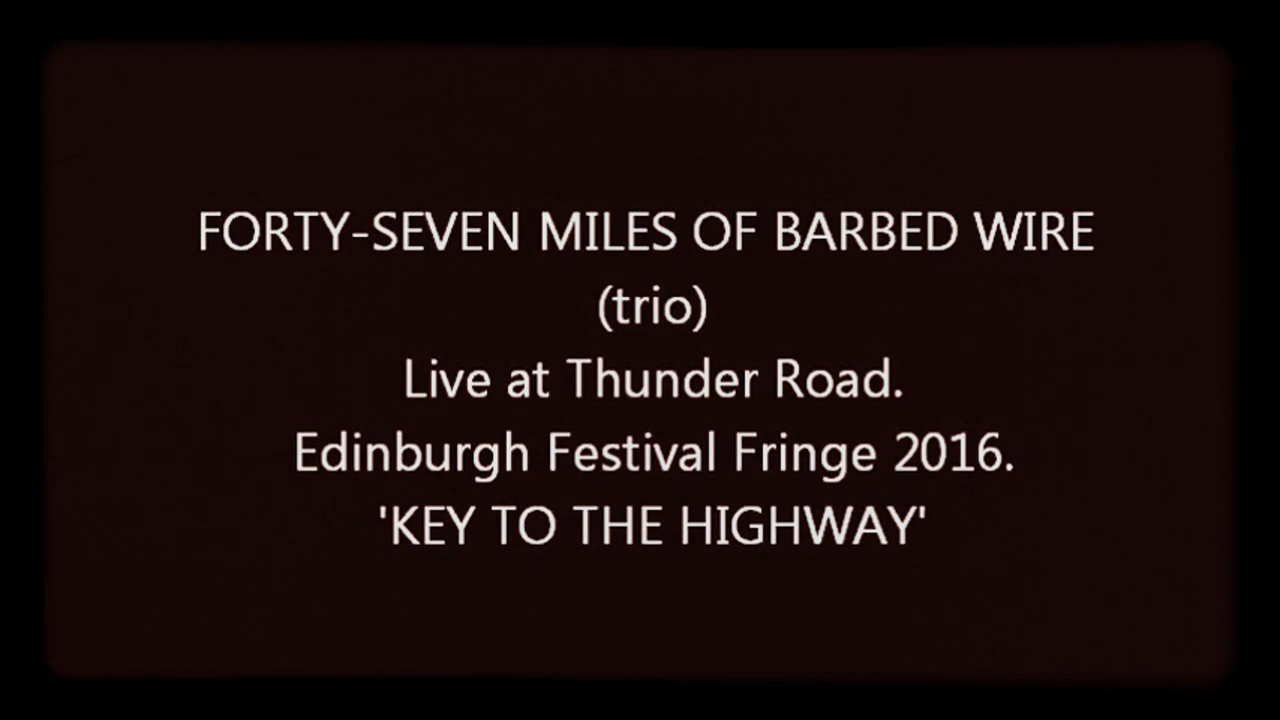 FORTY-SEVEN MILES OF BARBED WIRE
(trio)
Live at Thunder Road.
Edinburgh Festival Fringe 2016.
'KEY TO THE HIGHWAY'